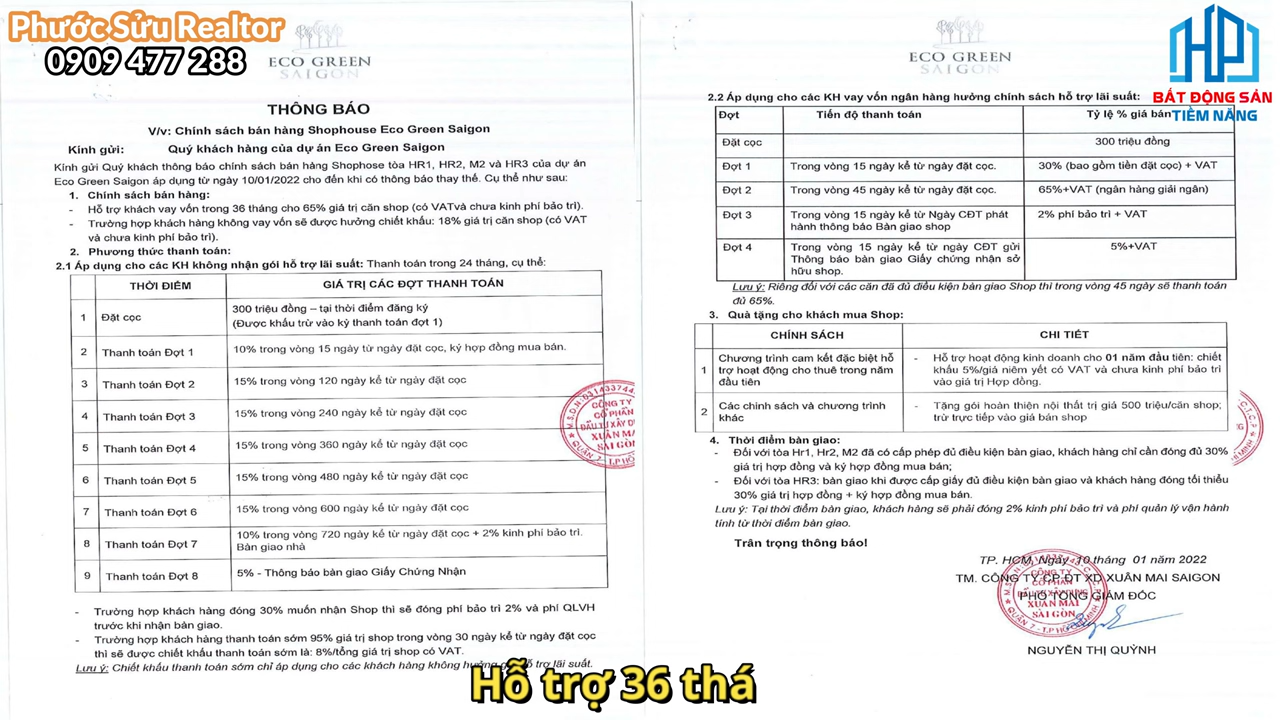 Phước Sửu Realtor
0909 477 288
ECO GREEN
SAIGON
THÔNG BÁO
V/v: Chính sách bán hàng Shophouse Eco Green Saigon
Kính gửi: Quý khách hàng của dự án Eco Green Saigon
Kính gửi Quý khách thông báo chính sách bán hàng Shophose tòa HR1, HR2, M2 và HR3 của dự án
Eco Green Saigon áp dụng từ ngày 10/01/2022 cho đến khi có thông báo thay thế. Cụ thể như sau:
1. Chính sách bán hàng:
- Hỗ trợ khách vay vốn trong 36 tháng cho 65% giá trị căn shop (có VATvà chưa kinh phí bảo trì).
- Trường hợp khách hàng không vay vốn sẽ được hưởng chiết khấu: 18% giá trị căn shop (có VAT
và chưa kinh phí bảo trì).
2. Phương thức thanh toán:
2.1 Áp dụng cho các KH không nhận gói hỗ trợ lãi suất: Thanh toán trong 24 tháng, cụ thể:
THỜI ĐIỂM GIÁ TRỊ CÁC ĐỢT THANH TOÁN
1 Đặt cọc 300 triệu đồng – tại thời điểm đăng ký
(Được khấu trừ vào kỳ thanh toán đợt 1)
2 Thanh toán Đợt 1 10% trong vòng 15 ngày từ ngày đặt cọc, ký hợp đồng mua bán.
3 Thanh toán Đợt 2 15% trong vòng 120 ngày kể từ ngày đặt cọc
4 Thanh toán Đợt 3 15% trong vòng 240 ngày kể từ ngày đặt cọc
5 Thanh toán Đợt 4 15% trong vòng 360 ngày kể từ ngày đặt cọc
6 Thanh toán Đợt 5 15% trong vòng 480 ngày kể từ ngày đặt cọc
7 Thanh toán Đợt 6 15% trong vòng 600 ngày kể từ ngày đặt cọc
8 Thanh toán Đợt 7 10% trong vòng 720 ngày kể từ ngày đặt cọc + 2% kinh phí bảo trì.
Bàn giao nhà
9 Thanh toán Đợt 8 5% - Thông báo bàn giao Giấy Chứng Nhận
- Trường hợp khách hàng đóng 30% muốn nhận Shop thì sẽ đóng phí bảo trì 2% và phí QLVH
trước khi nhận bàn giao.
- Trường hợp khách hàng thanh toán sớm 95% giá trị shop trong vòng 30 ngày kể từ ngày đặt cọc
thì sẽ được chiết khấu thanh toán sớm là: 8%/tổng giá trị shop có VAT.
Lưu ý: Chiết khấu thanh toán sớm chỉ áp dụng cho các khách hàng không hưởng gói hỗ trợ lãi suất.
CÔNG TY
CỔ PHẦN
ĐẦU TƯ XÂY DỰNG
XUÂN MAI
SÀI GÒN
ECO GREEN
SAIGON
HP
BẤT ĐỘNG SẢN
TIỀM NĂNG
2.2 Áp dụng cho các KH vay vốn ngân hàng hưởng chính sách hỗ trợ lãi suất:
Đợt Tiến độ thanh toán Tỷ lệ % giá bán
Đặt cọc 300 triệu đồng
Đợt 1 Trong vòng 15 ngày kể từ ngày đặt cọc. 30% (bao gồm tiền đặt cọc) + VAT
Đợt 2 Trong vòng 45 ngày kể từ ngày đặt cọc. 65%+VAT (ngân hàng giải ngân)
Đợt 3 Trong vòng 15 ngày kể từ Ngày CĐT phát 2% phí bảo trì + VAT
hành thông báo Bàn giao shop
Đợt 4 Trong vòng 15 ngày kể từ ngày CĐT gửi 5%+VAT
Thông báo bàn giao Giấy chứng nhận sở
hữu shop.
Lưu ý: Riêng đối với các căn đã đủ điều kiện bàn giao Shop thì trong vòng 45 ngày sẽ thanh toán
đủ 65%.
3. Quà tặng cho khách mua Shop:
CHÍNH SÁCH CHI TIẾT
1 Chương trình cam kết đặc biệt hỗ - Hỗ trợ hoạt động kinh doanh cho 01 năm đầu tiên: chiết
trợ hoạt động cho thuê trong năm khấu 5%/giá niêm yết có VAT và chưa kinh phí bảo trì
đầu tiên vào giá trị Hợp đồng.
2 Các chính sách và chương trình - Tặng gói hoàn thiện nội thất trị giá 500 triệu/căn shop;
khác trừ trực tiếp vào giá bán shop
4. Thời điểm bàn giao:
- Đối với tòa Hr1, Hr2, M2 đã có cấp phép đủ điều kiện bàn giao, khách hàng chỉ cần đóng đủ 30%
giá trị hợp đồng và ký hợp đồng mua bán;
- Đối với tòa HR3: bàn giao khi được cấp giấy đủ điều kiện bàn giao và khách hàng đóng tối thiểu
30% giá trị hợp đồng + ký hợp đồng mua bán.
Lưu ý: Tại thời điểm bàn giao, khách hàng sẽ phải đóng 2% kinh phí bảo trì và phí quản lý vận hành
tính từ thời điểm bàn giao.
Trân trọng thông báo!
TP. HCM, Ngày 10 tháng 01 năm 2022
TM. CÔNG TY CP ĐT XD XUÂN MAI SAIGON
PHÓ TỔNG GIÁM ĐỐC
CÔNG TY
CỔ PHẦN
ĐẦU TƯ XÂY DỰNG
XUÂN MAI
SÀI GÒN
NGUYỄN THỊ QUỲNH
Hỗ trợ 36 thá